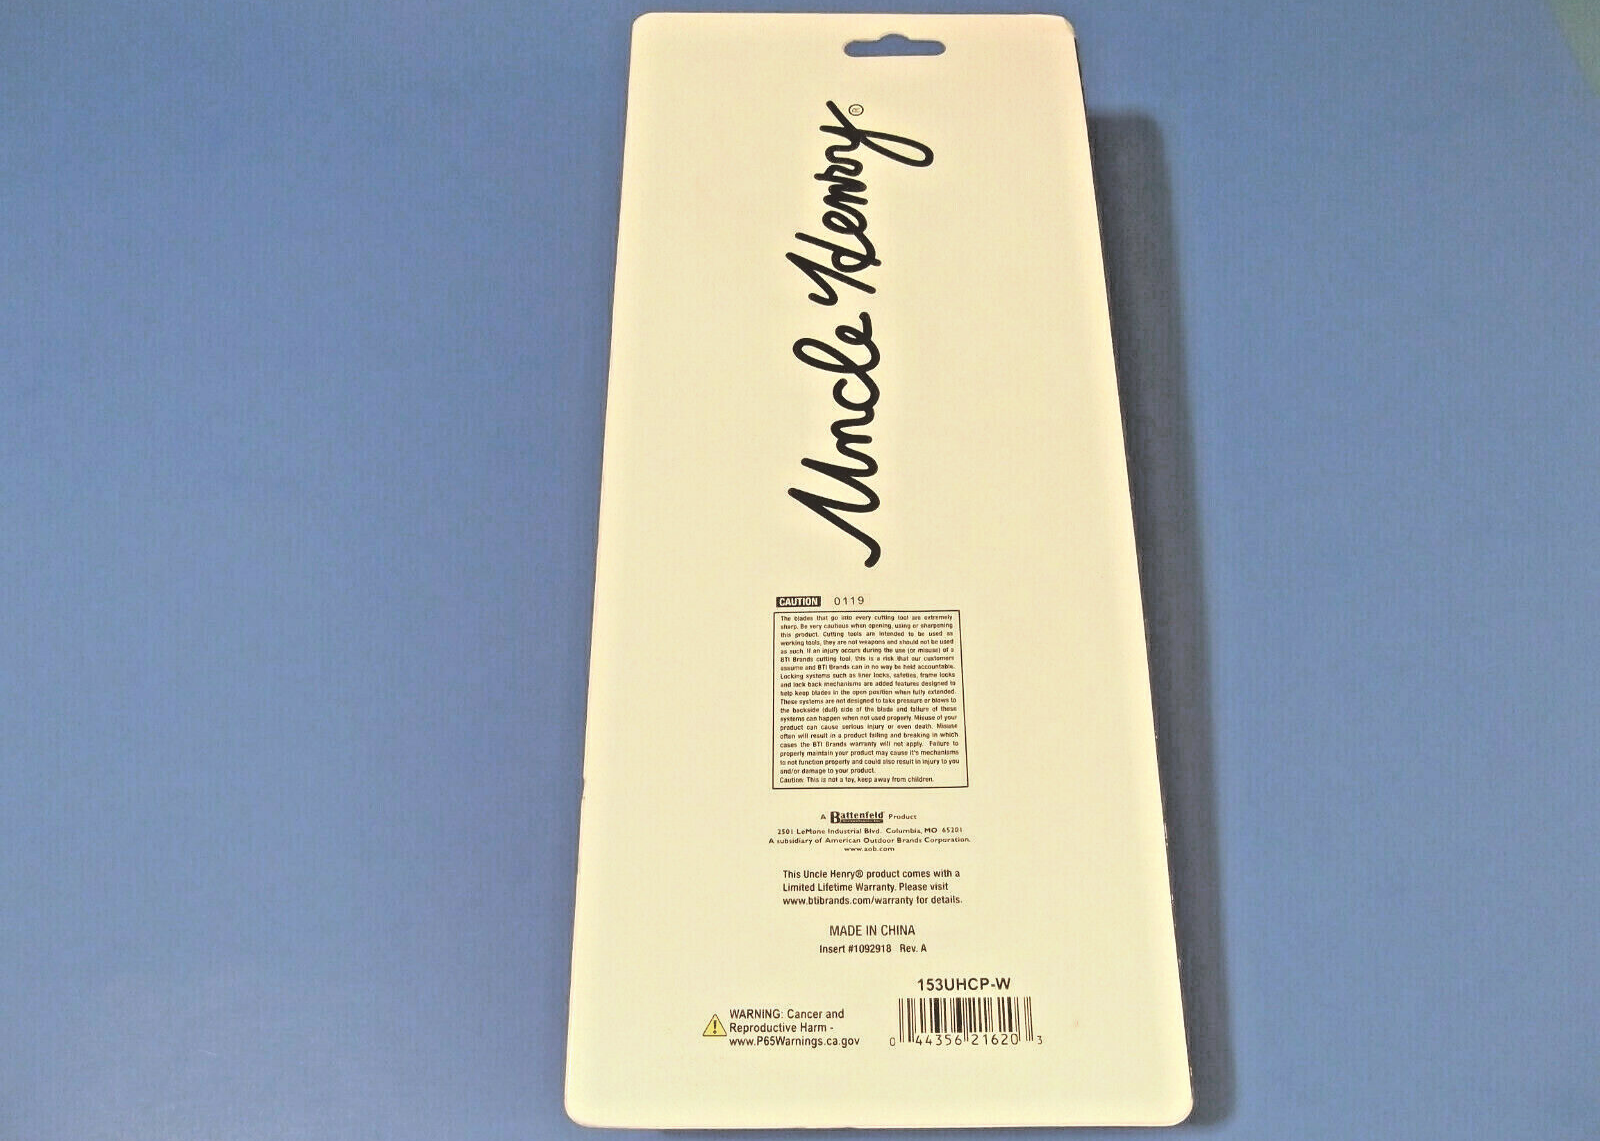 Uncle Henry®
CAUTION 0119
The blades that go into every cutting tool are extremely
sharp. Be very cautious when opening, using or sharpening
this product. Cutting tools are intended to be used as
working tools, they are not weapons and should not be used
as such. If an injury occurs during the use (or misuse) of a
BTI Brands cutting tool, this is a risk that our customers
assume and BTI Brands can in no way be held accountable.
Locking systems such as liner locks, safeties, frame locks
and lock back mechanisms are added features designed to
help keep blades in the open position when fully extended.
These systems are not designed to take pressure or blows to
the backside (dull) side of the blade and failure of these
systems can happen when not used properly. Misuse of your
product can cause serious injury or even death. Misuse
often will result in a product failing and breaking in which
cases the BTI Brands warranty will not apply. Failure to
properly maintain your product may cause it's mechanisms
to not function properly and could also result in injury to you
and/or damage to your product.
Caution: This is not a toy, keep away from children.
A Battenfeld Product
2501 LeMone Industrial Blvd. Columbia, MO 65201
A subsidiary of American Outdoor Brands Corporation.
www.aob.com
This Uncle Henry® product comes with a
Limited Lifetime Warranty. Please visit
www.btibrands.com/warranty for details.
MADE IN CHINA
Insert #1092918 Rev. A
153UHCP-W
WARNING: Cancer and
Reproductive Harm -
www.P65Warnings.ca.gov
0 44356 21620 3